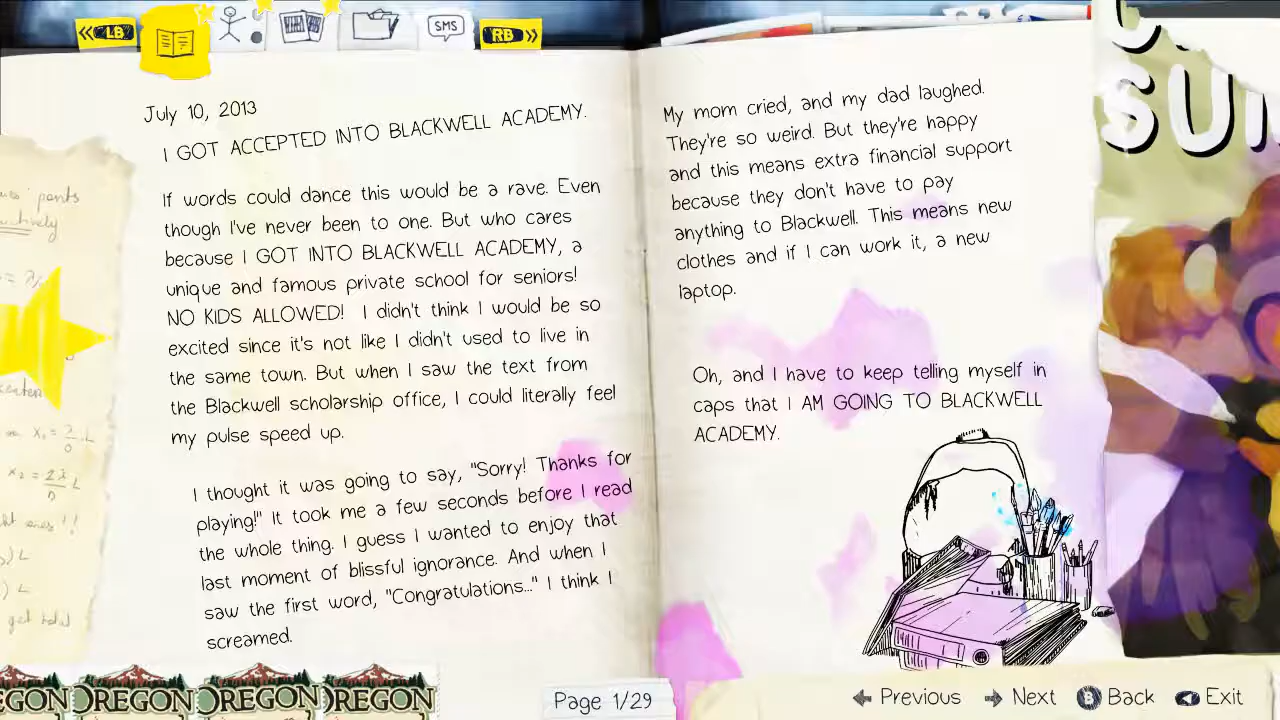 LB
SMS
RB
July 10, 2013
I GOT ACCEPTED INTO BLACKWELL ACADEMY.
If words could dance this would be a rave. Even
though I've never been to one. But who cares
because I GOT INTO BLACKWELL ACADEMY, a
unique and famous private school for seniors!
NO KIDS ALLOWED! I didn't think I would be so
excited since it's not like I didn't used to live in
the same town. But when I saw the text from
the Blackwell scholarship office, I could literally feel
my pulse speed up.
I thought it was going to say, "Sorry! Thanks for
playing!" It took me a few seconds before I read
the whole thing. I guess I wanted to enjoy that
last moment of blissful ignorance. And when I
saw the first word, "Congratulations..." I think I
screamed.
My mom cried, and my dad laughed.
They're so weird. But they're happy
and this means extra financial support
because they don't have to pay
anything to Blackwell. This means new
clothes and if I can work it, a new
laptop.
Oh, and I have to keep telling myself in
caps that I AM GOING TO BLACKWELL
ACADEMY.
EGON OREGON OREGON OREGON
Page 1/29
Previous Next B Back Exit